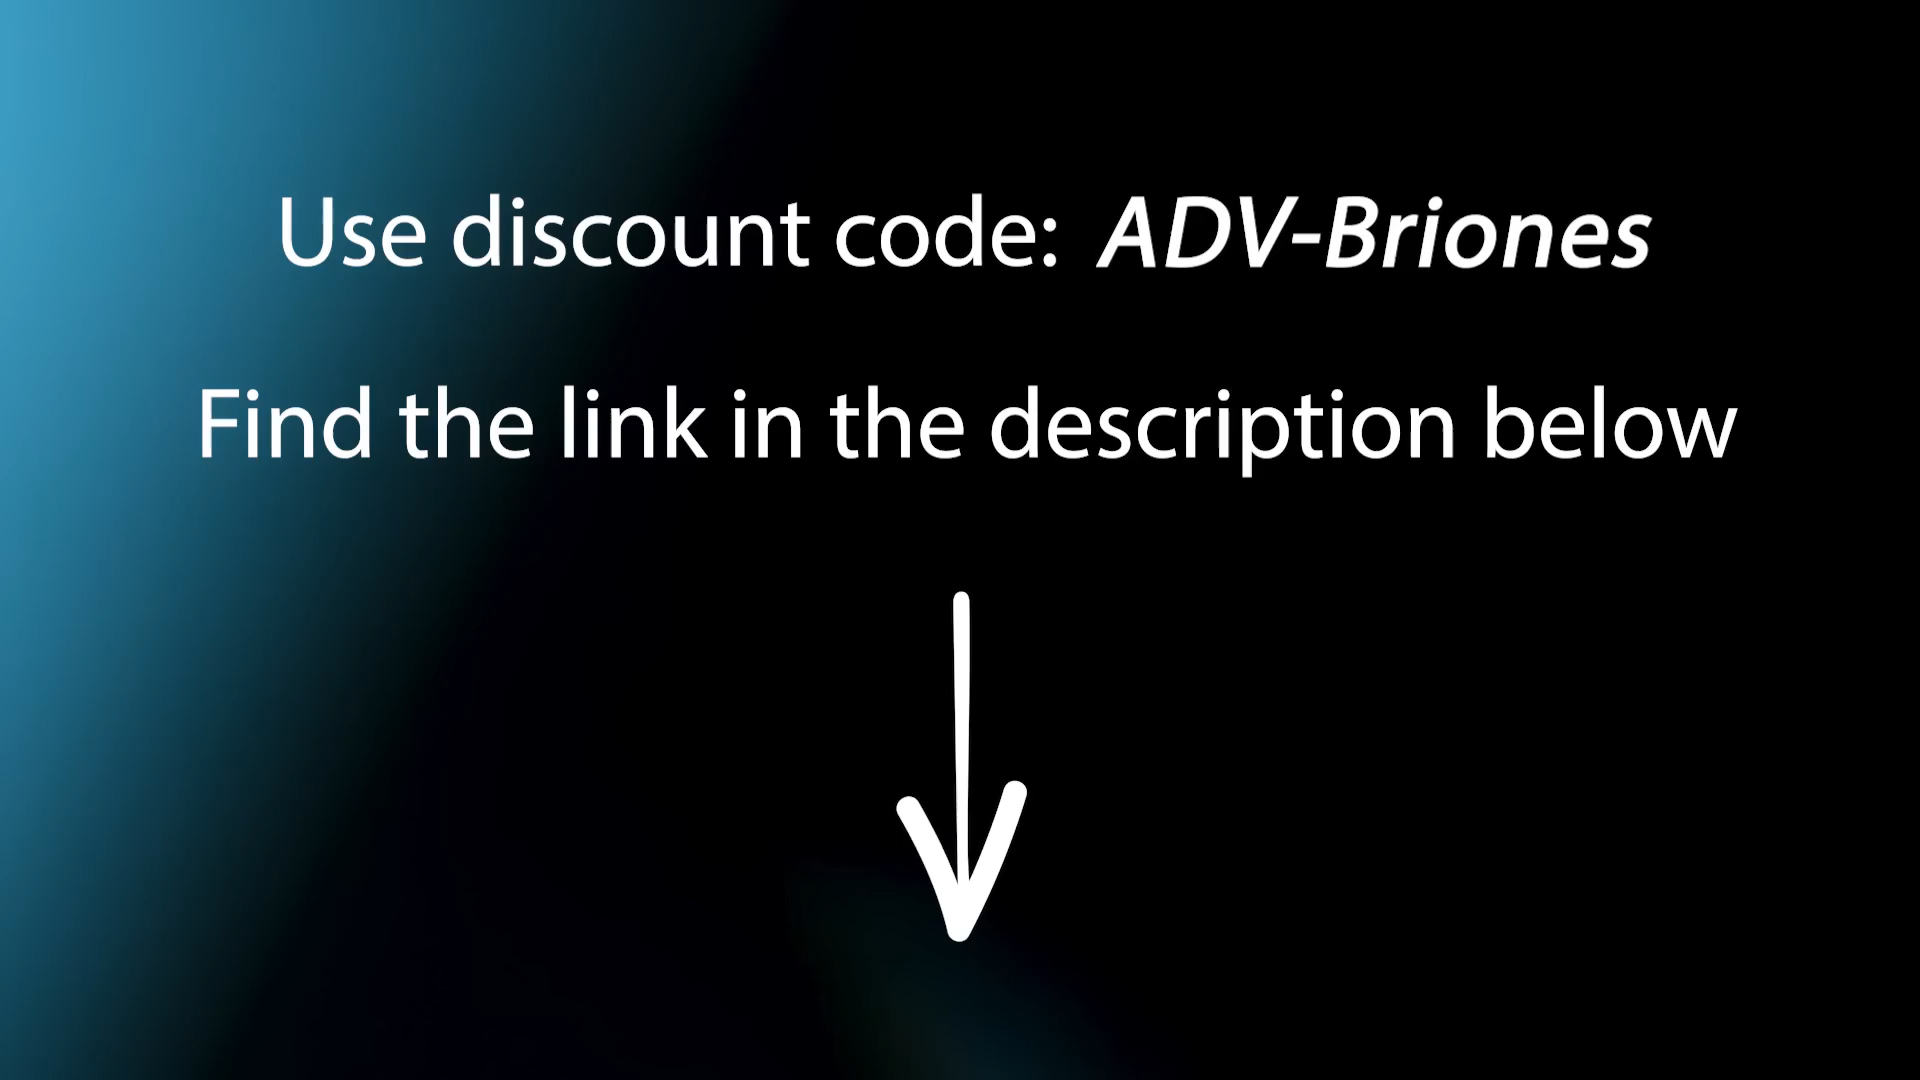 Use discount code: ADV-Briones
Find the link in the description below